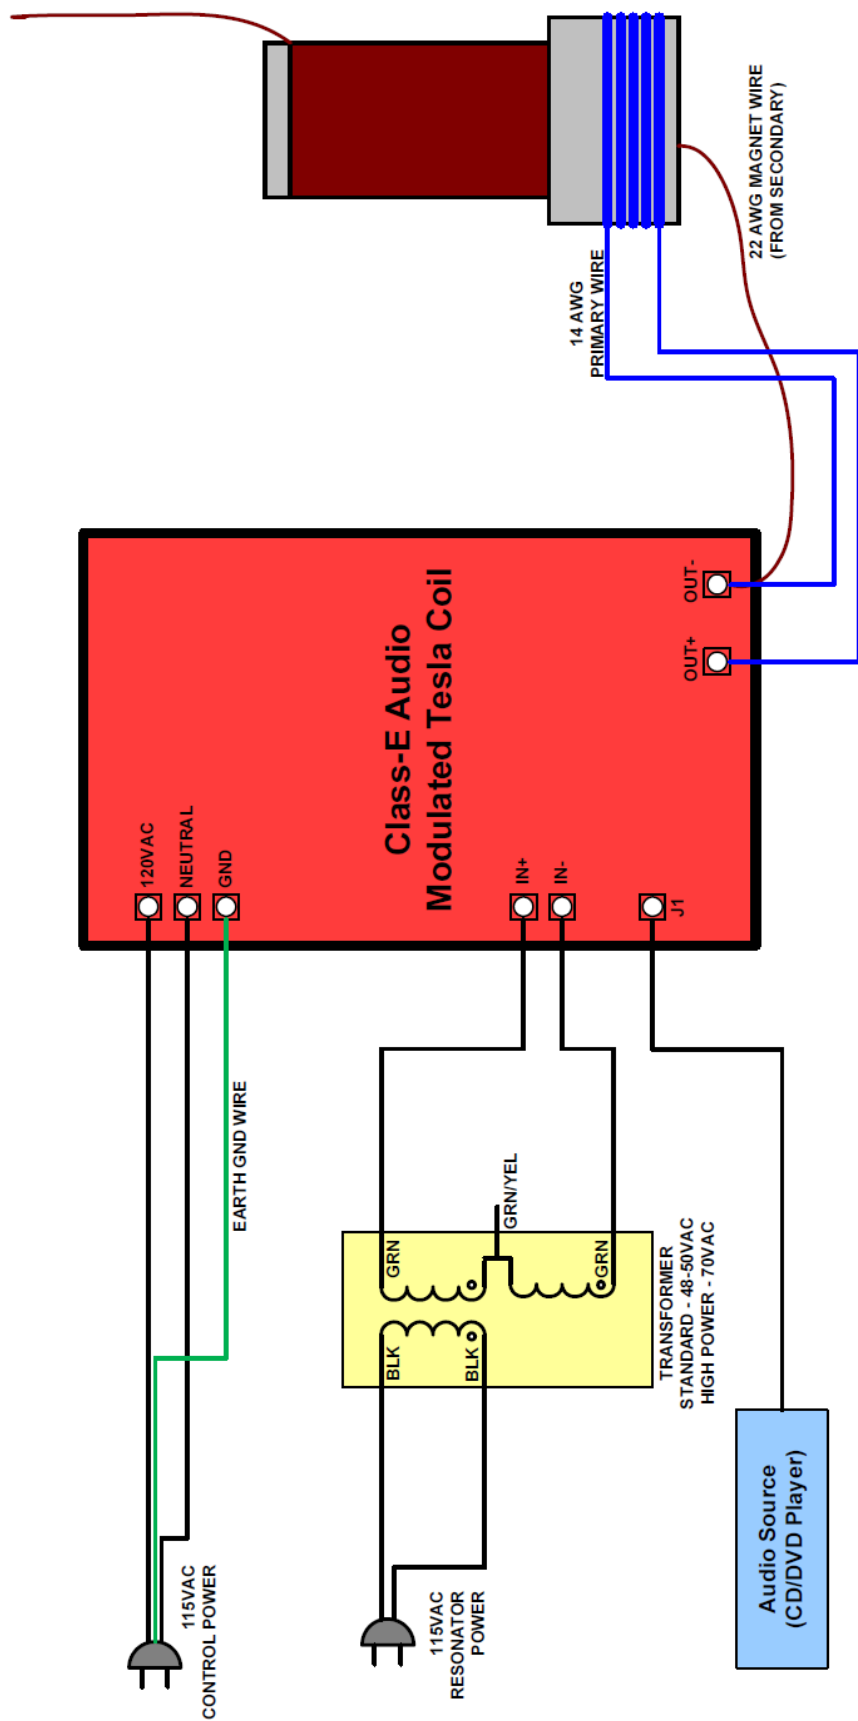 115VAC
CONTROL POWER
EARTH GND WIRE
120VAC
NEUTRAL
GND
Class-E Audio
Modulated Tesla Coil
115VAC
RESONATOR
POWER
BLK
BLK
GRN
GRN
GRN/YEL
TRANSFORMER
STANDARD - 48-50VAC
HIGH POWER - 70VAC
IN+
IN-
J1
Audio Source
(CD/DVD Player)
OUT-
OUT+
14 AWG
PRIMARY WIRE
22 AWG MAGNET WIRE
(FROM SECONDARY)